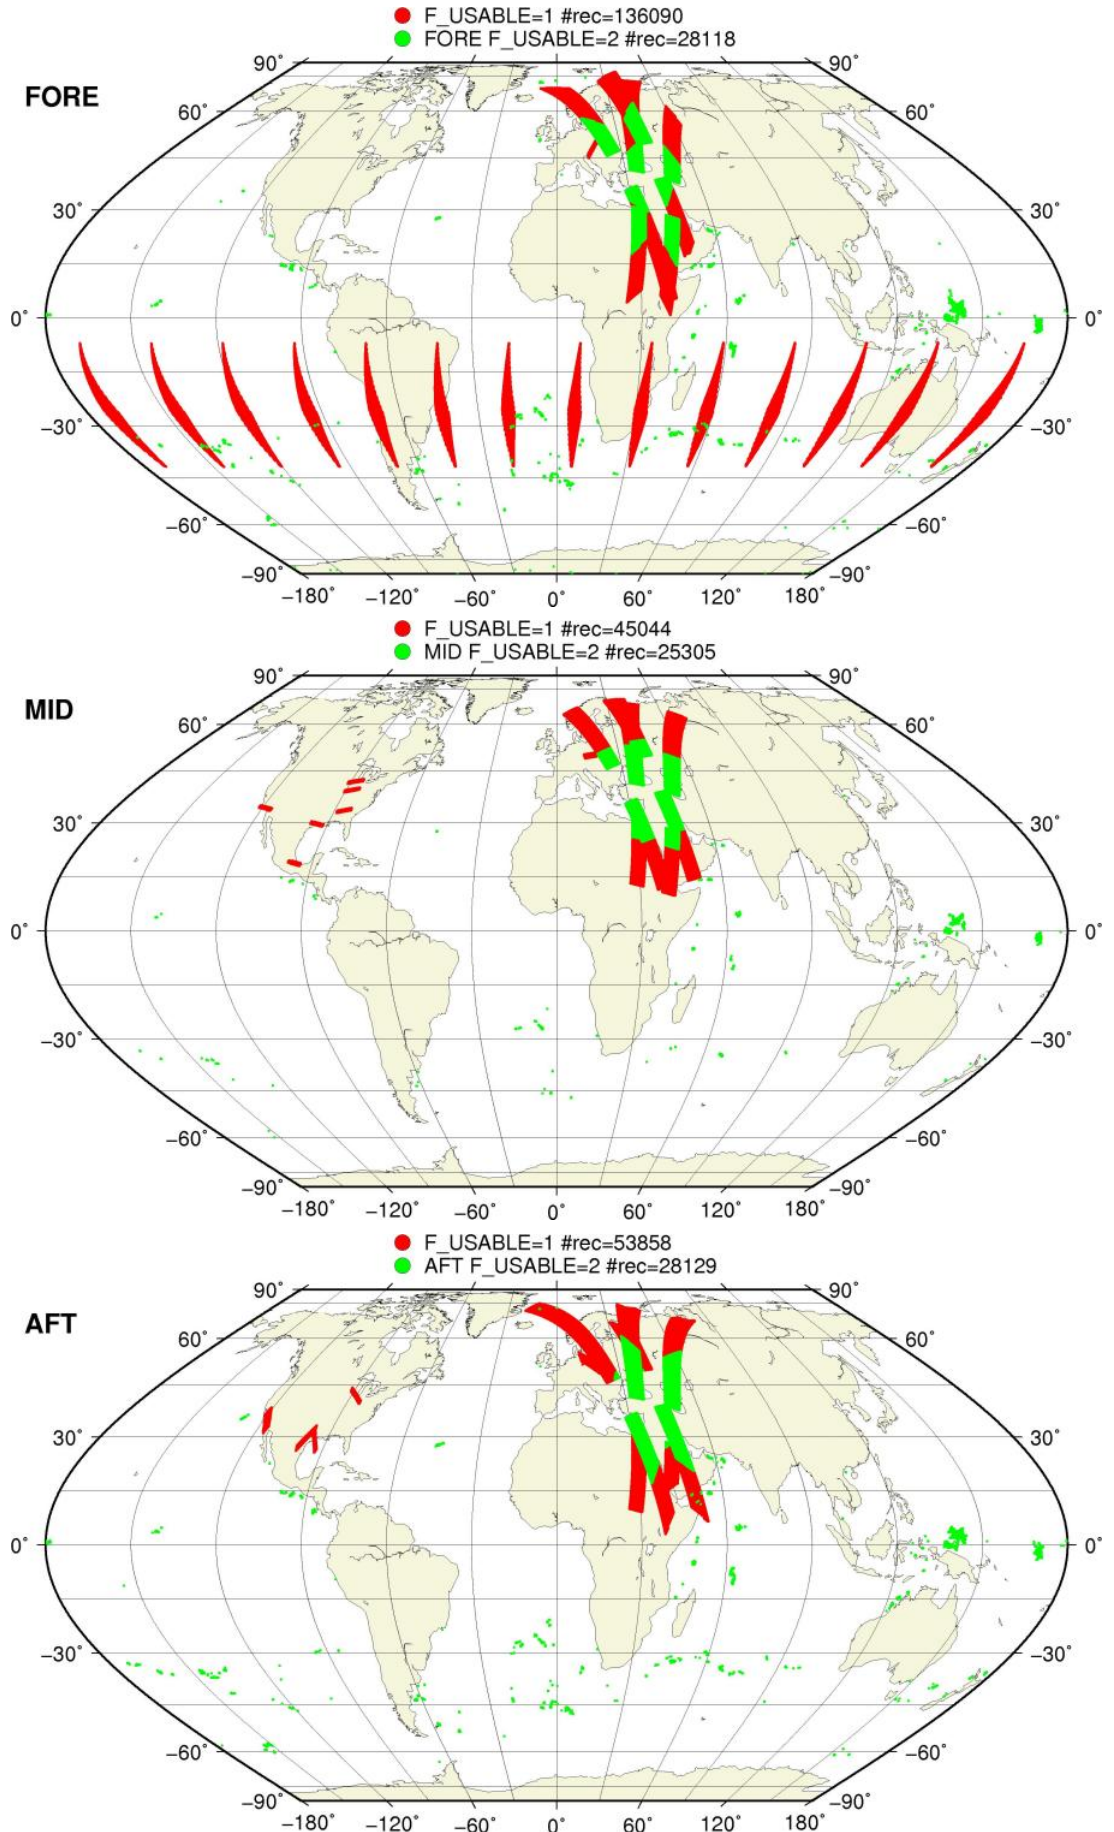 F_USABLE=1 #rec=136090
FORE F_USABLE=2 #rec=28118
FORE
90° 90°
60° 60°
30° 30°
0° 0°
−30° −30°
−60° −60°
−90° −90°
−180° −120° −60° 0° 60° 120° 180°
F_USABLE=1 #rec=45044
MID F_USABLE=2 #rec=25305
MID
90° 90°
60° 60°
30° 30°
0° 0°
−30° −30°
−60° −60°
−90° −90°
−180° −120° −60° 0° 60° 120° 180°
F_USABLE=1 #rec=53858
AFT F_USABLE=2 #rec=28129
AFT
90° 90°
60° 60°
30° 30°
0° 0°
−30° −30°
−60° −60°
−90° −90°
−180° −120° −60° 0° 60° 120° 180°